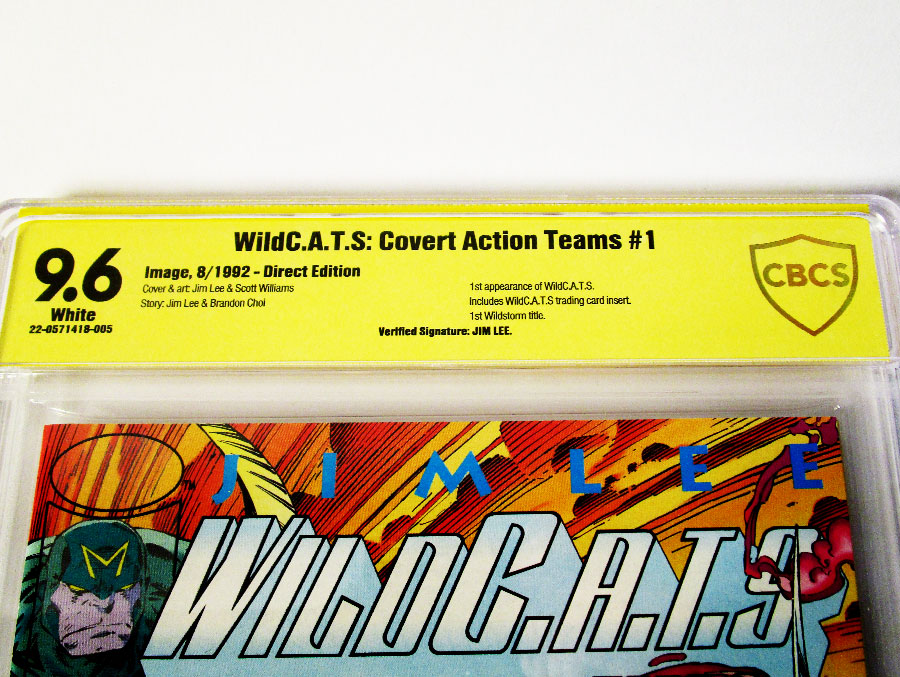 WildC.A.T.S: Covert Action Teams #1
9.6
White
22-0571418-005
Image, 8/1992 - Direct Edition
Cover & art: Jim Lee & Scott Williams
Story: Jim Lee & Brandon Choi
1st appearance of WildC.A.T.S.
Includes WildC.A.T.S trading card insert.
1st Wildstorm title.
Verified Signature: JIM LEE.
CBCS
JIM LEE
WILDC.A.T.S